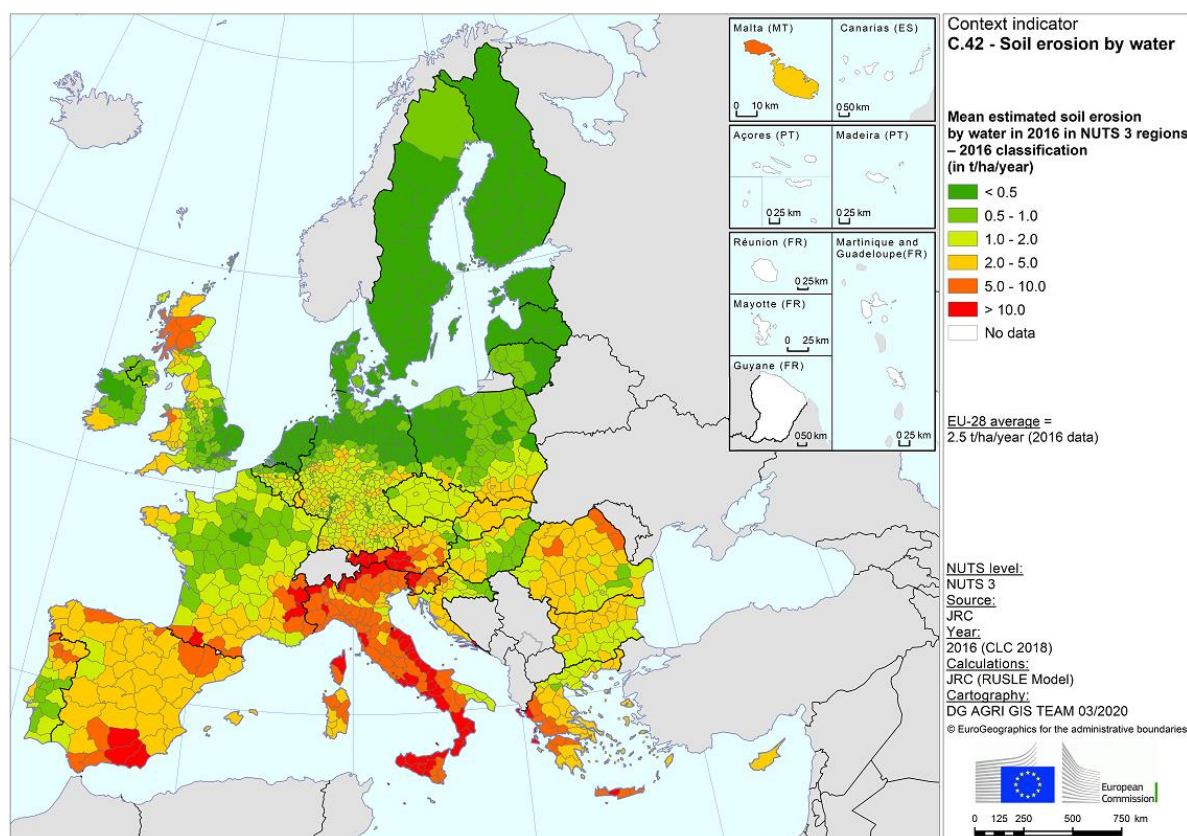 Context indicator
C.42 - Soil erosion by water
Mean estimated soil erosion
by water in 2016 in NUTS 3 regions
– 2016 classification
(in t/ha/year)
< 0.5
0.5 - 1.0
1.0 - 2.0
2.0 - 5.0
5.0 - 10.0
> 10.0
No data
EU-28 average =
2.5 t/ha/year (2016 data)
NUTS level:
NUTS 3
Source:
JRC
Year:
2016 (CLC 2018)
Calculations:
JRC (RUSLE Model)
Cartography:
DG AGRI GIS TEAM 03/2020
© EuroGeographics for the administrative boundaries
European
Commission
0 125 250 500 750 km
Malta (MT)
0 10 km
Canarias (ES)
0 50 km
Açores (PT)
0 25 km
Madeira (PT)
0 25 km
Réunion (FR)
0 25 km
Martinique and
Guadeloupe(FR)
0 25 km
Mayotte (FR)
0 25 km
Guyane (FR)
0 50 km